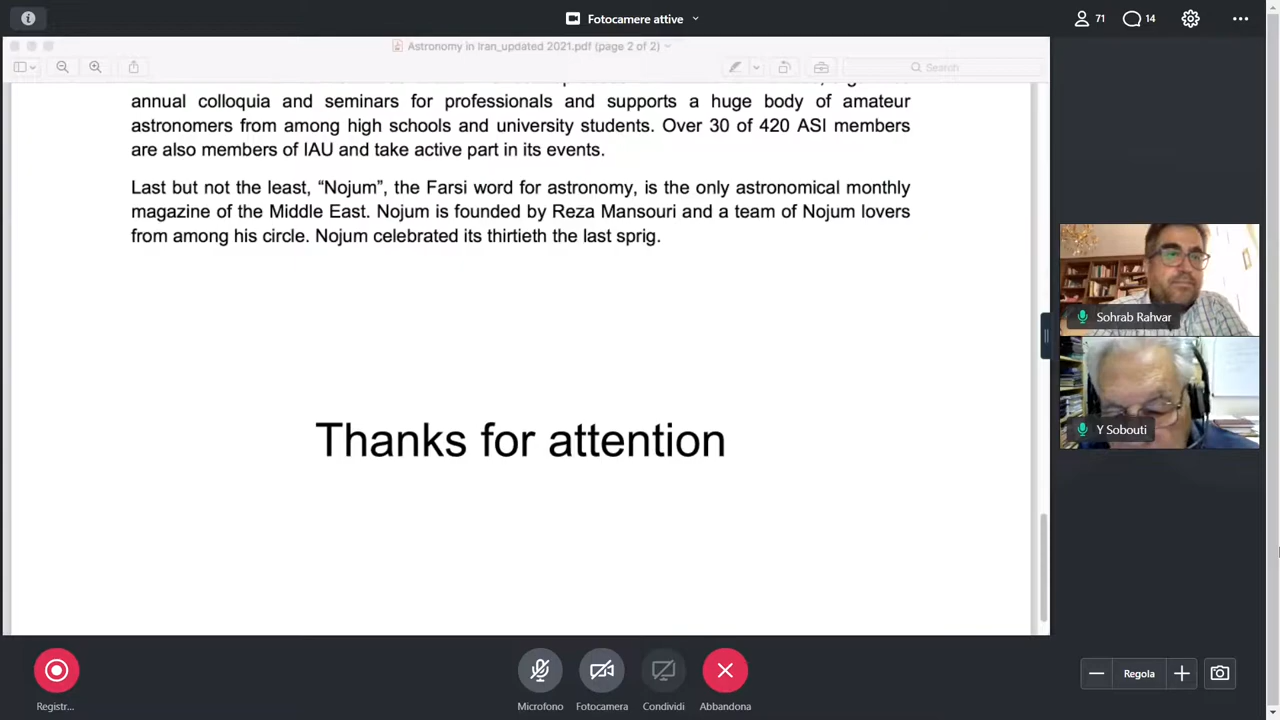 Fotocamere attive
71
14
Astronomy in Iran_updated 2021.pdf (page 2 of 2)
Search
annual colloquia and seminars for professionals and supports a huge body of amateur
astronomers from among high schools and university students. Over 30 of 420 ASI members
are also members of IAU and take active part in its events.
Last but not the least, “Nojum”, the Farsi word for astronomy, is the only astronomical monthly
magazine of the Middle East. Nojum is founded by Reza Mansouri and a team of Nojum lovers
from among his circle. Nojum celebrated its thirtieth the last sprig.
Thanks for attention
Sohrab Rahvar
Y Sobouti
Registr...
Microfono
Fotocamera
Condividi
Abbandona
Regola